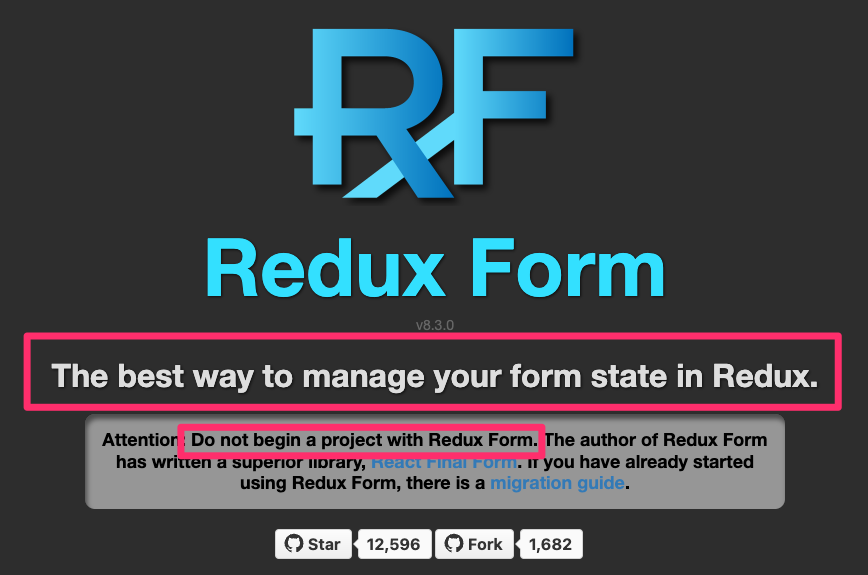 RF
Redux Form
v8.3.0
The best way to manage your form state in Redux.
Attention: Do not begin a project with Redux Form. The author of Redux Form
has written a superior library, React Final Form. If you have already started
using Redux Form, there is a migration guide.
Star 12,596 Fork 1,682